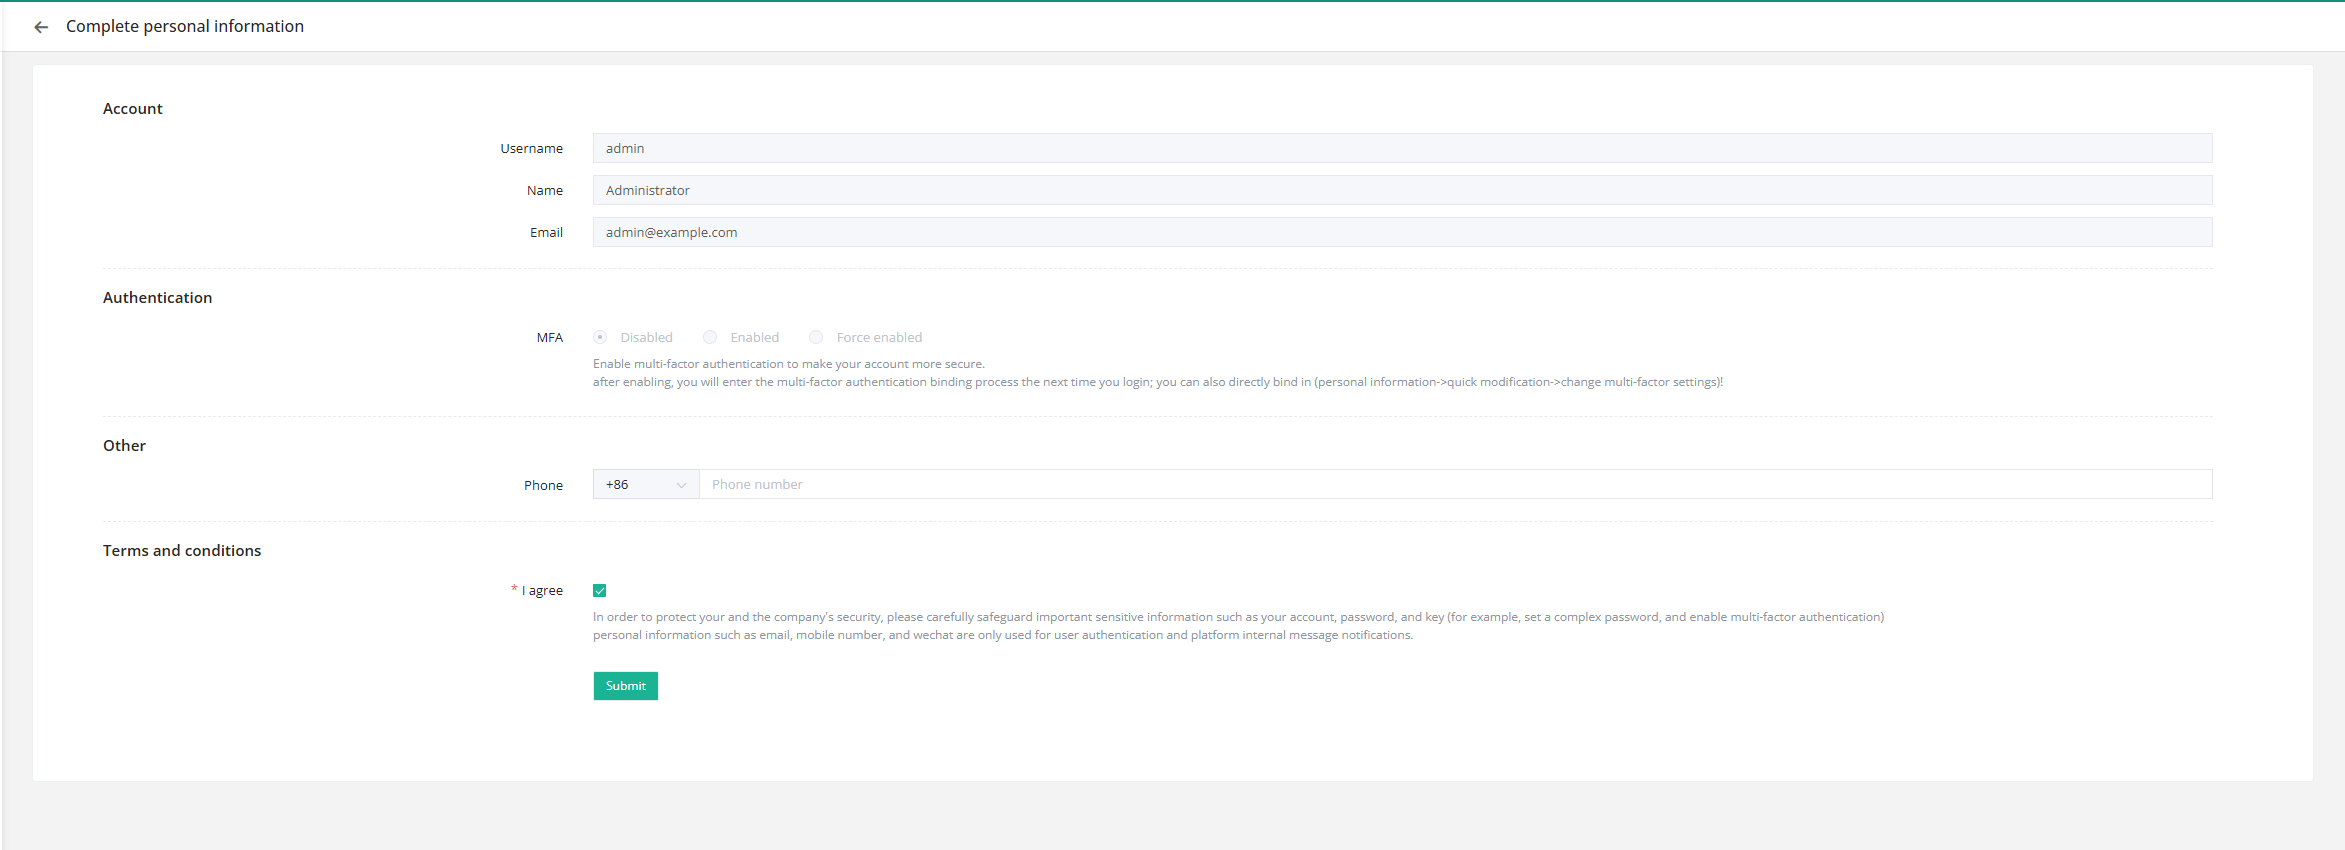 Complete personal information
Account
Username
admin
Name
Administrator
Email
admin@example.com
Authentication
MFA
Disabled
Enabled
Force enabled
Enable multi-factor authentication to make your account more secure.
after enabling, you will enter the multi-factor authentication binding process the next time you login; you can also directly bind in (personal information->quick modification->change multi-factor settings)!
Other
Phone
+86
Phone number
Terms and conditions
* I agree
In order to protect your and the company's security, please carefully safeguard important sensitive information such as your account, password, and key (for example, set a complex password, and enable multi-factor authentication)
personal information such as email, mobile number, and wechat are only used for user authentication and platform internal message notifications.
Submit